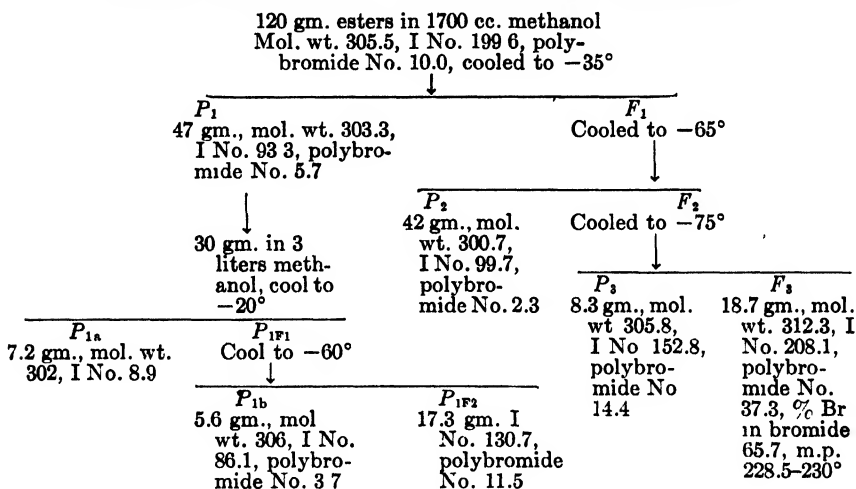 120 gm. esters in 1700 cc. methanol
Mol. wt. 305.5, I No. 199 6, poly-
bromide No. 10.0, cooled to −35°
P₁
47 gm., mol. wt. 303.3,
I No. 93 3, polybro-
mide No. 5.7
F₁
Cooled to −65°
30 gm. in 3
liters meth-
anol, cool to
−20°
P₂
42 gm., mol.
wt. 300.7,
I No. 99.7,
polybro-
mide No. 2.3
F₂
Cooled to −75°
P₁ₐ
7.2 gm., mol. wt.
302, I No. 8.9
P₁F₁
Cool to −60°
P₃
8.3 gm., mol.
wt 305.8,
I No 152.8,
polybro-
mide No
14.4
F₃
18.7 gm., mol.
wt. 312.3, I
No. 208.1,
polybro-
mide No.
37.3, % Br
in bromide
65.7, m.p.
228.5–230°
P₁b
5.6 gm., mol
wt. 306, I No.
86.1, polybro-
mide No. 3 7
P₁F₂
17.3 gm. I
No. 130.7,
polybromide
No. 11.5